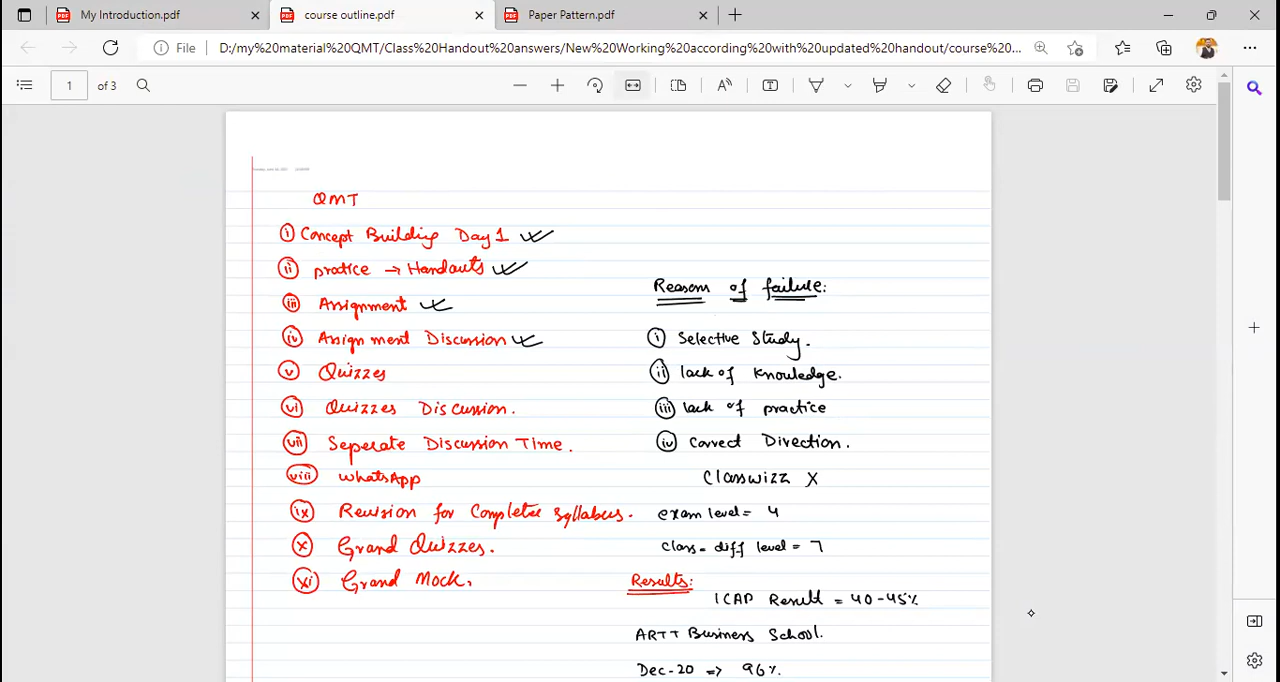 My Introduction.pdf
course outline.pdf
Paper Pattern.pdf
File
D:/my%20material%20QMT/Class%20Handout%20answers/New%20Working%20according%20with%20updated%20handout/course%20...
1
of 3
QMT
(i) Concept Building Day 1
(ii) pratice → Handouts
(iii) Assignment
(iv) Assignment Discussion
(v) Quizzes
(vi) Quizzes Discussion.
(vii) Seperate Discussion Time.
(viii) WhatsApp
(ix) Revision for Complete Syllabus.
(x) Grand Quizzes.
(xi) Grand Mock.
Reason of failure:
(i) Selective Study.
(ii) lack of knowledge.
(iii) lack of practice
(iv) Correct Direction.
Classwizz X
exam level = 4
class = diff level = 7
Results:
ICAP Result = 40-45%
ARTT Business School.
Dec-20 => 96%.